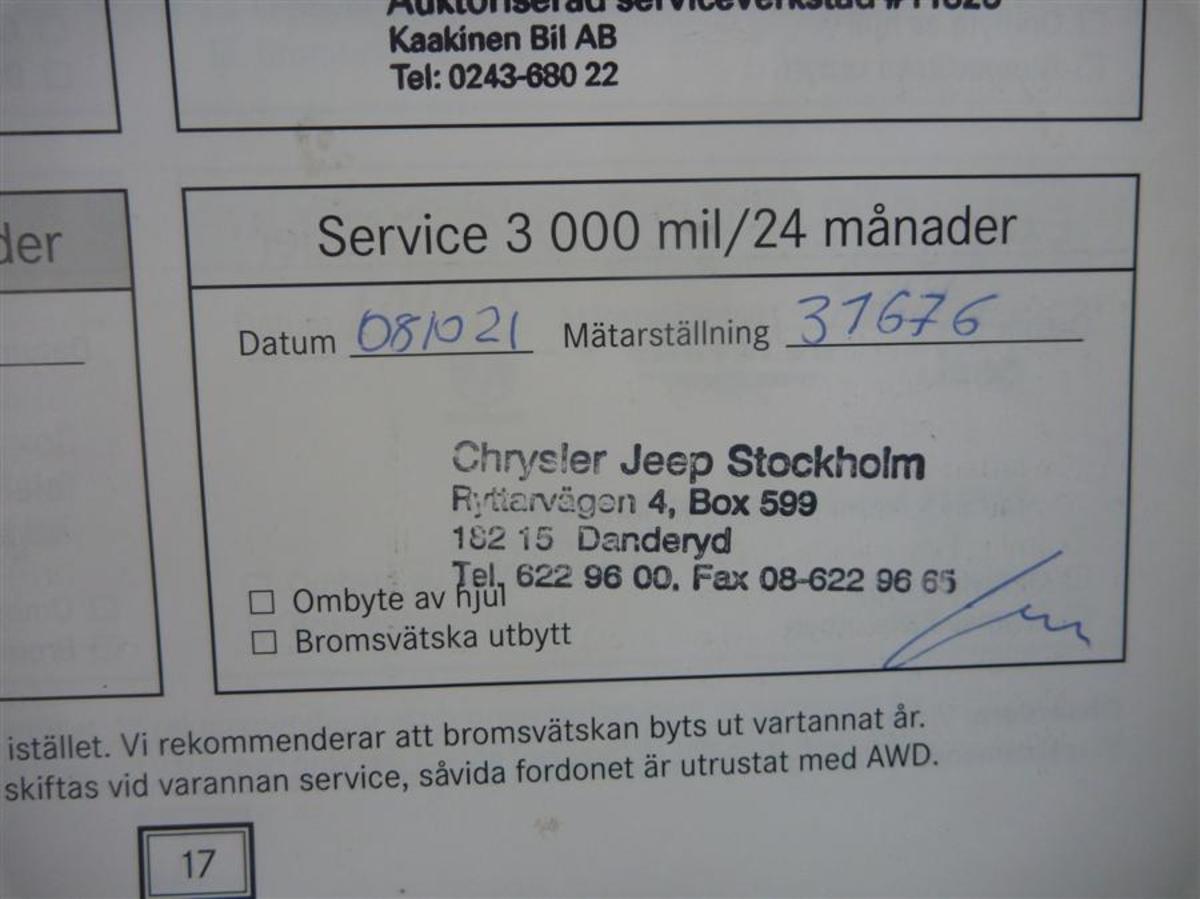 Auktoriserad serviceverkstad
Kaakinen Bil AB
Tel: 0243-680 22
der
Service 3 000 mil/24 månader
Datum 081021 Mätarställning 31676
Chrysler Jeep Stockholm
Ryttarvägen 4, Box 599
182 15 Danderyd
Tel. 622 96 00. Fax 08-622 96 65
Ombyte av hjul
Bromsvätska utbytt
istället. Vi rekommenderar att bromsvätskan byts ut vartannat år.
skiftas vid varannan service, såvida fordonet är utrustat med AWD.
17